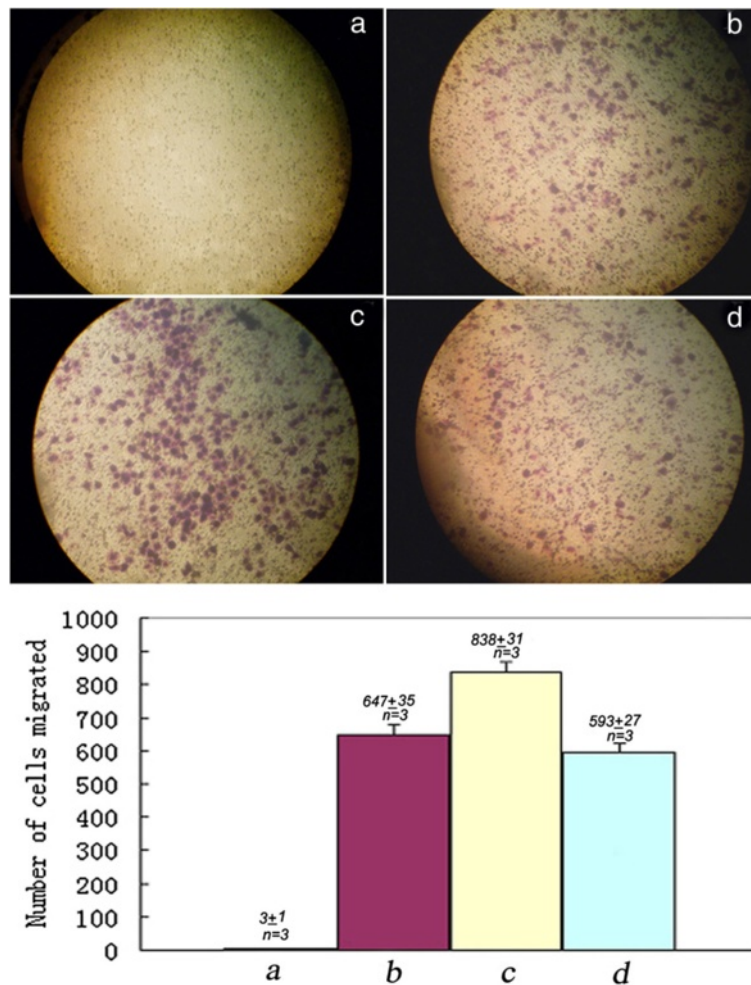 a
b
c
d
Number of cells migrated
1000
900
800
700
600
500
400
300
200
100
0
3±1
n=3
647±35
n=3
838±31
n=3
593±27
n=3
a
b
c
d